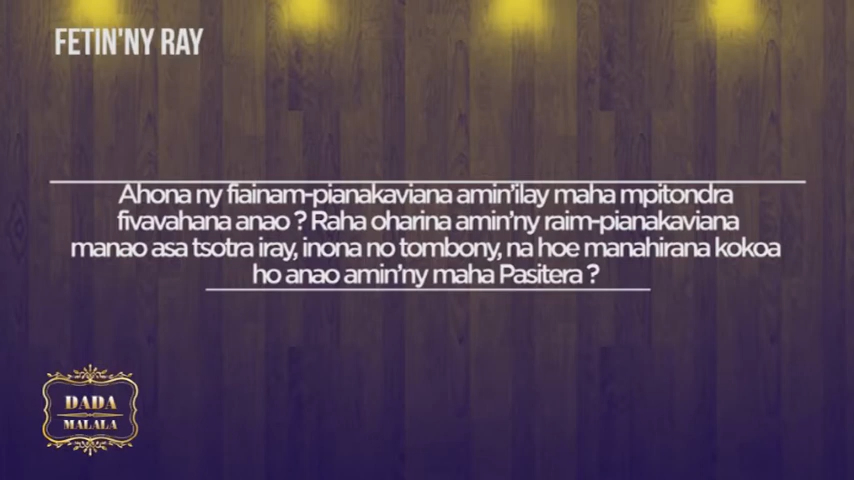 FETIN'NY RAY
Ahona ny fiainam-pianakaviana amin'ilay maha mpitondra
fivavahana anao ? Raha oharina amin'ny raim-pianakaviana
manao asa tsotra iray, inona no tombony, na hoe manahirana kokoa
ho anao amin'ny maha Pasitera ?
DADA
MALALA